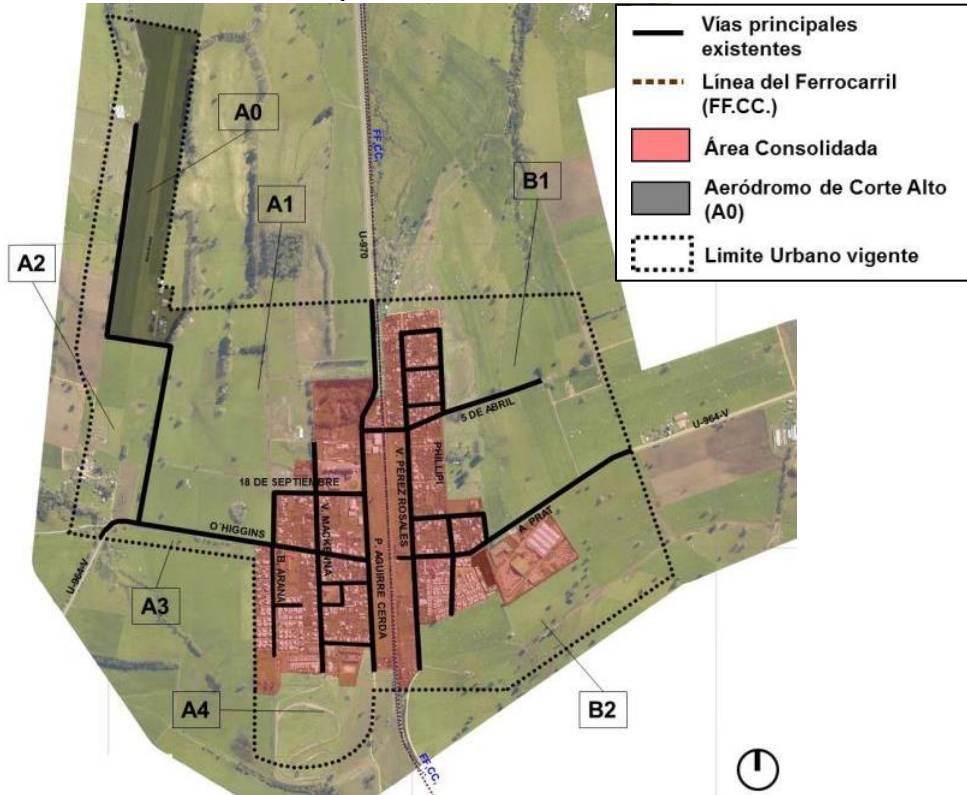 Vías principales
existentes
Línea del Ferrocarril
(FF.CC.)
Área Consolidada
Aeródromo de Corte Alto
(A0)
Limite Urbano vigente
A0
A1
B1
A2
FF.CC.
U-970
5 DE ABRIL
U-964-V
PHILLIPI
V. PÉREZ ROSALES
18 DE SEPTIEMBRE
V. MACKENNA
O´HIGGINS
A. PRAT
B. ARANA
P. AGUIRRE CERDA
U-964-V
A3
A4
B2
FF.CC.